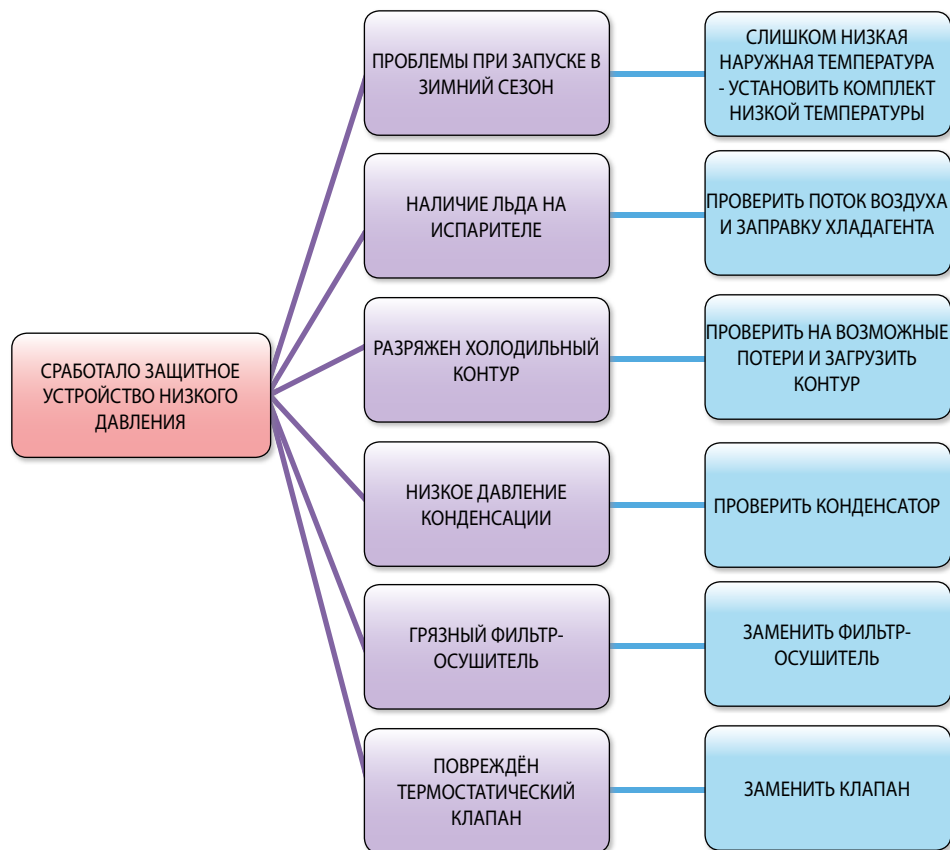 СРАБОТАЛО ЗАЩИТНОЕ
УСТРОЙСТВО НИЗКОГО
ДАВЛЕНИЯ
ПРОБЛЕМЫ ПРИ ЗАПУСКЕ В
ЗИМНИЙ СЕЗОН
СЛИШКОМ НИЗКАЯ
НАРУЖНАЯ ТЕМПЕРАТУРА
- УСТАНОВИТЬ КОМПЛЕКТ
НИЗКОЙ ТЕМПЕРАТУРЫ
НАЛИЧИЕ ЛЬДА НА
ИСПАРИТЕЛЕ
ПРОВЕРИТЬ ПОТОК ВОЗДУХА
И ЗАПРАВКУ ХЛАДАГЕНТА
РАЗРЯЖЕН ХОЛОДИЛЬНЫЙ
КОНТУР
ПРОВЕРИТЬ НА ВОЗМОЖНЫЕ
ПОТЕРИ И ЗАГРУЗИТЬ
КОНТУР
НИЗКОЕ ДАВЛЕНИЕ
КОНДЕНСАЦИИ
ПРОВЕРИТЬ КОНДЕНСАТОР
ГРЯЗНЫЙ ФИЛЬТР-
ОСУШИТЕЛЬ
ЗАМЕНИТЬ ФИЛЬТР-
ОСУШИТЕЛЬ
ПОВРЕЖДЁН
ТЕРМОСТАТИЧЕСКИЙ
КЛАПАН
ЗАМЕНИТЬ КЛАПАН